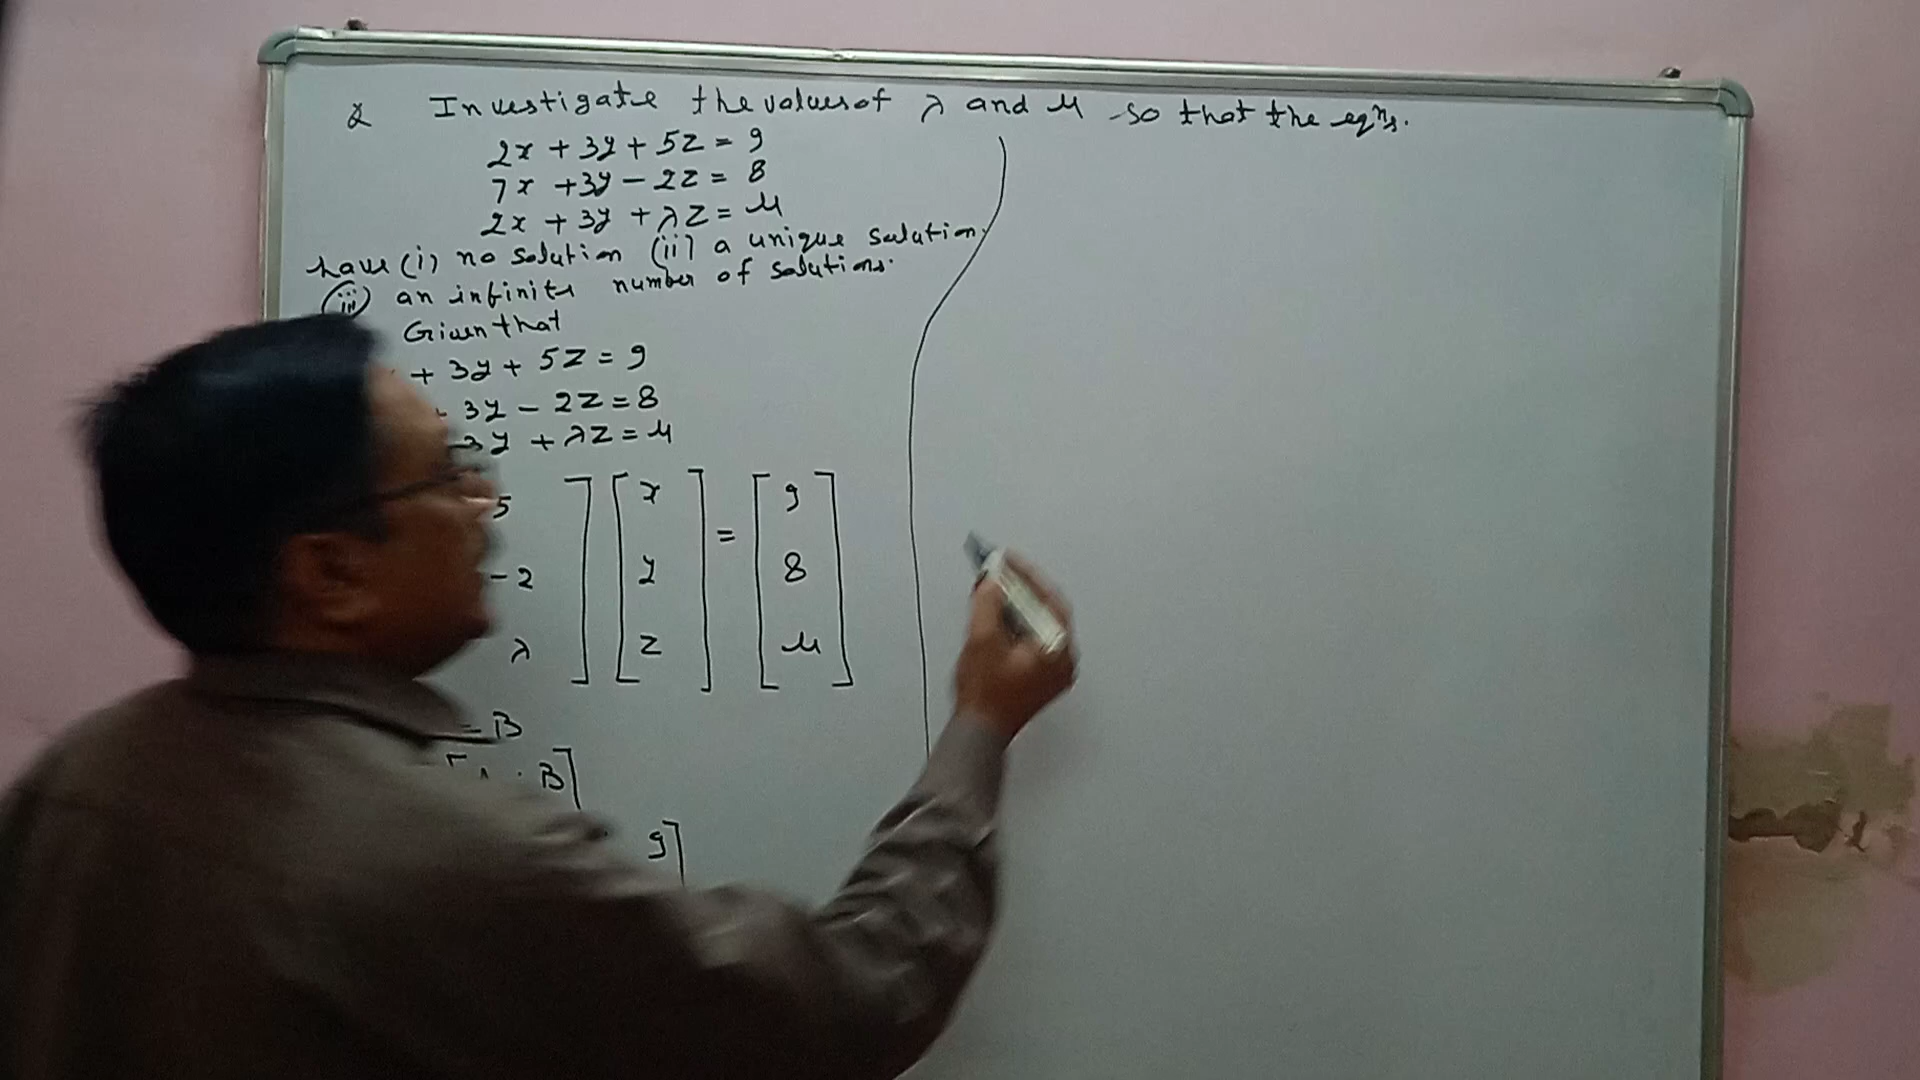 Q Investigate the values of λ and μ so that the eqns.
2x + 3y + 5z = 9
7x + 3y - 2z = 8
2x + 3y + λz = μ
have (i) no solution (ii) a unique solution.
(iii) an infinite number of solutions.
Given that
+ 3y + 5z = 9
3y - 2z = 8
3y + λz = μ
5 ] [ x ] = [ 9 ]
-2 y 8
λ z μ
= B
B]
9]